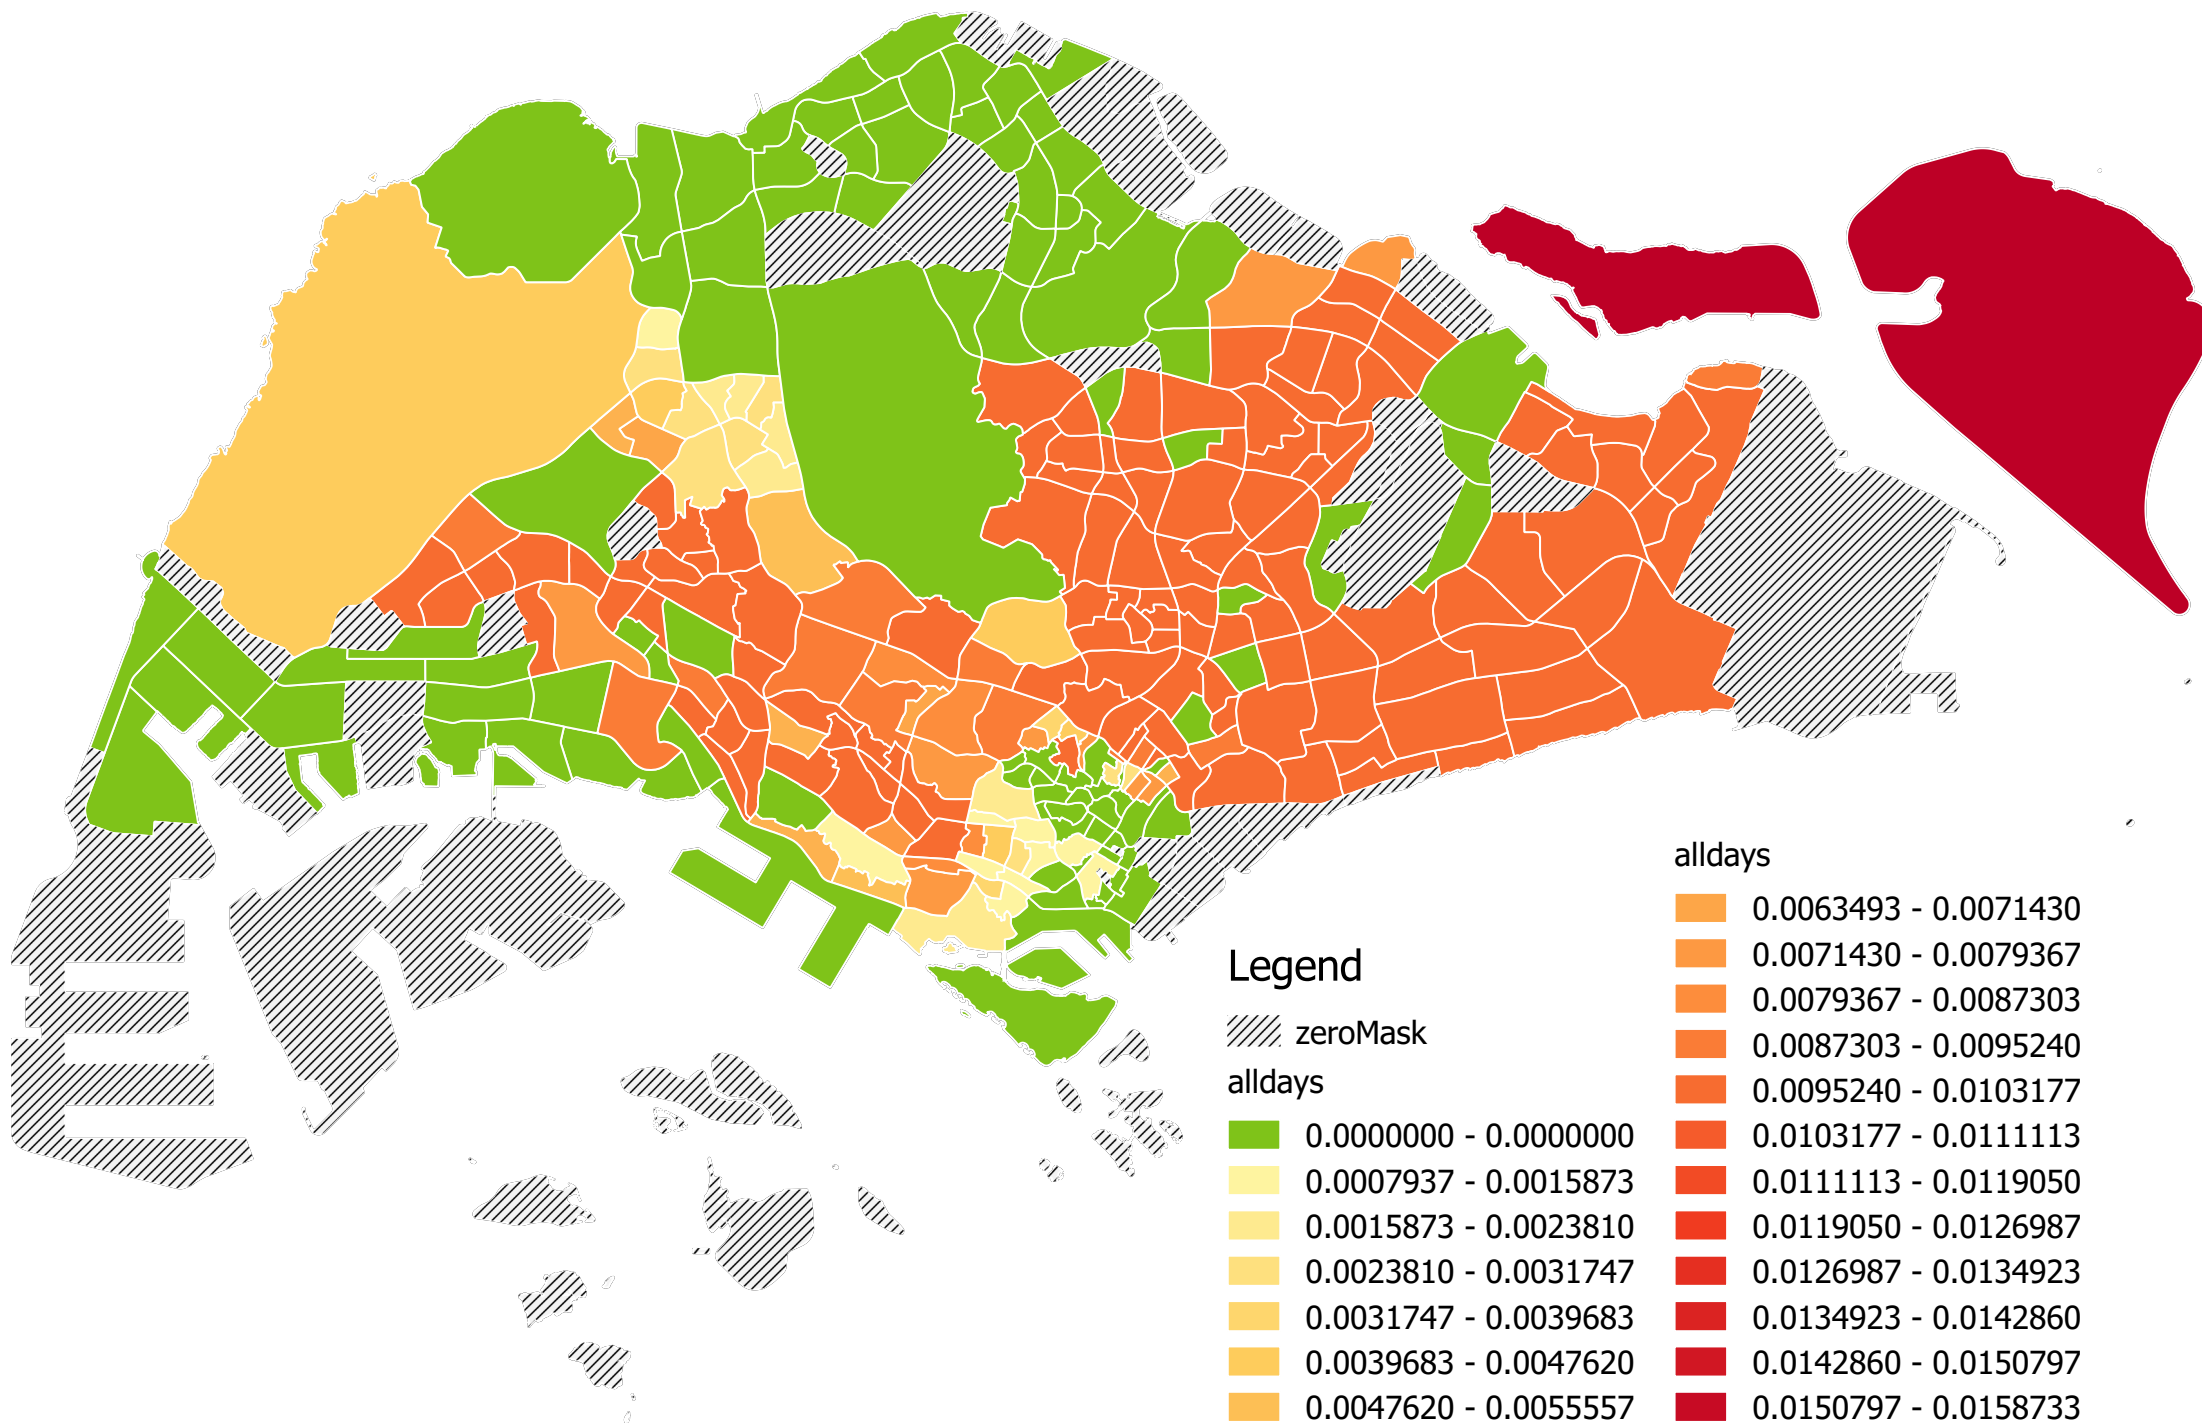 Legend
zeroMask
alldays
0.0000000 - 0.0000000
0.0007937 - 0.0015873
0.0015873 - 0.0023810
0.0023810 - 0.0031747
0.0031747 - 0.0039683
0.0039683 - 0.0047620
0.0047620 - 0.0055557
alldays
0.0063493 - 0.0071430
0.0071430 - 0.0079367
0.0079367 - 0.0087303
0.0087303 - 0.0095240
0.0095240 - 0.0103177
0.0103177 - 0.0111113
0.0111113 - 0.0119050
0.0119050 - 0.0126987
0.0126987 - 0.0134923
0.0134923 - 0.0142860
0.0142860 - 0.0150797
0.0150797 - 0.0158733